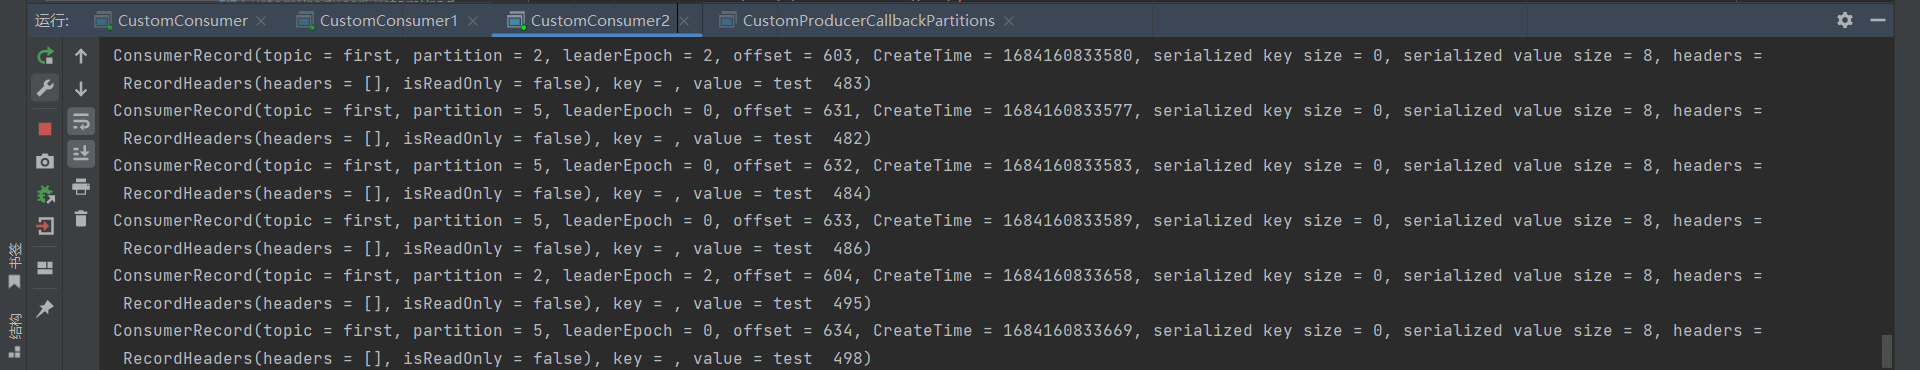 运行: CustomConsumer × CustomConsumer1 × CustomConsumer2 × CustomProducerCallbackPartitions ×
ConsumerRecord(topic = first, partition = 2, leaderEpoch = 2, offset = 603, CreateTime = 1684160833580, serialized key size = 0, serialized value size = 8, headers =
RecordHeaders(headers = [], isReadOnly = false), key = , value = test  483)
ConsumerRecord(topic = first, partition = 5, leaderEpoch = 0, offset = 631, CreateTime = 1684160833577, serialized key size = 0, serialized value size = 8, headers =
RecordHeaders(headers = [], isReadOnly = false), key = , value = test  482)
ConsumerRecord(topic = first, partition = 5, leaderEpoch = 0, offset = 632, CreateTime = 1684160833583, serialized key size = 0, serialized value size = 8, headers =
RecordHeaders(headers = [], isReadOnly = false), key = , value = test  484)
ConsumerRecord(topic = first, partition = 5, leaderEpoch = 0, offset = 633, CreateTime = 1684160833589, serialized key size = 0, serialized value size = 8, headers =
RecordHeaders(headers = [], isReadOnly = false), key = , value = test  486)
ConsumerRecord(topic = first, partition = 2, leaderEpoch = 2, offset = 604, CreateTime = 1684160833658, serialized key size = 0, serialized value size = 8, headers =
RecordHeaders(headers = [], isReadOnly = false), key = , value = test  495)
ConsumerRecord(topic = first, partition = 5, leaderEpoch = 0, offset = 634, CreateTime = 1684160833669, serialized key size = 0, serialized value size = 8, headers =
RecordHeaders(headers = [], isReadOnly = false), key = , value = test  498)
书签
结构